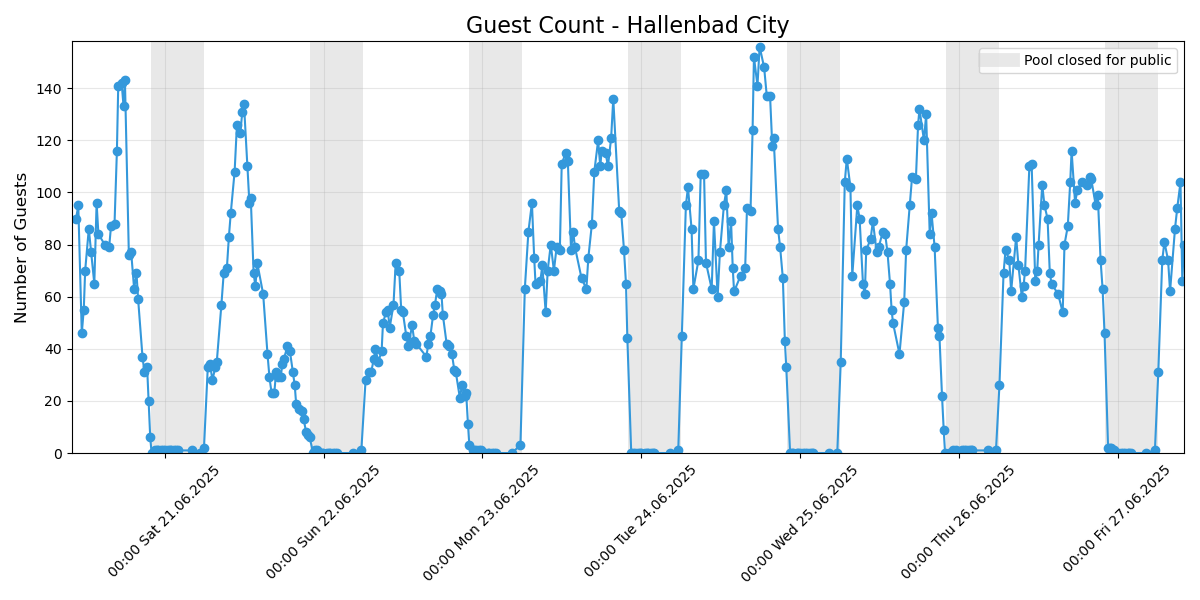 Guest Count - Hallenbad City
Pool closed for public
Number of Guests
140
120
100
80
60
40
20
0
00:00 Sat 21.06.2025
00:00 Sun 22.06.2025
00:00 Mon 23.06.2025
00:00 Tue 24.06.2025
00:00 Wed 25.06.2025
00:00 Thu 26.06.2025
00:00 Fri 27.06.2025